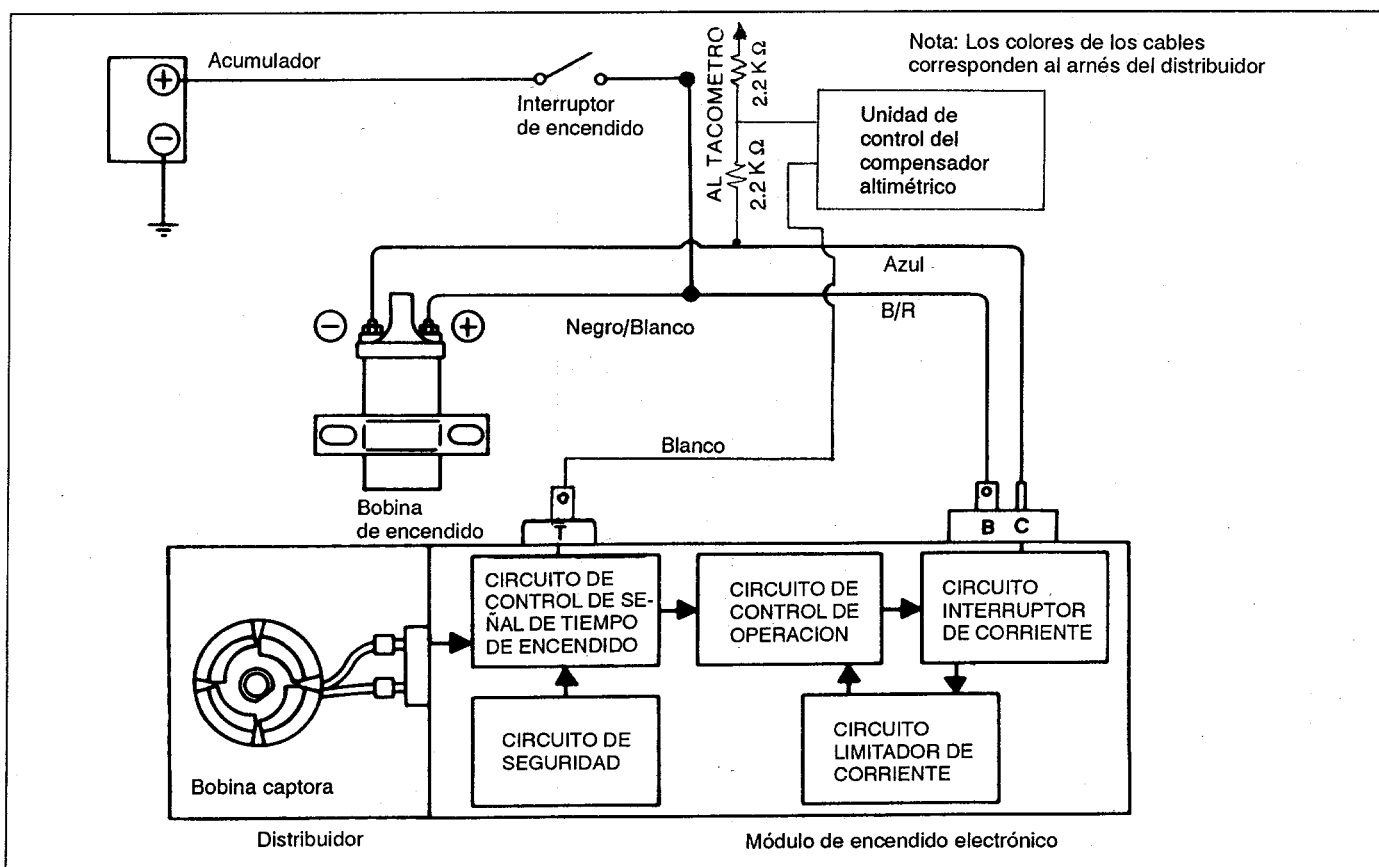 Acumulador
+
−
Interruptor
de encendido
AL TACOMETRO
2.2 K Ω
2.2 K Ω
Nota: Los colores de los cables
corresponden al arnés del distribuidor
Unidad de
control del
compensador
altimétrico
Azul
B/R
Negro/Blanco
−
+
Blanco
Bobina
de encendido
T
B C
CIRCUITO DE
CONTROL DE SE-
ÑAL DE TIEMPO
DE ENCENDIDO
CIRCUITO DE
CONTROL DE
OPERACION
CIRCUITO
INTERRUPTOR
DE CORRIENTE
CIRCUITO DE
SEGURIDAD
CIRCUITO
LIMITADOR DE
CORRIENTE
Bobina captora
Distribuidor
Módulo de encendido electrónico